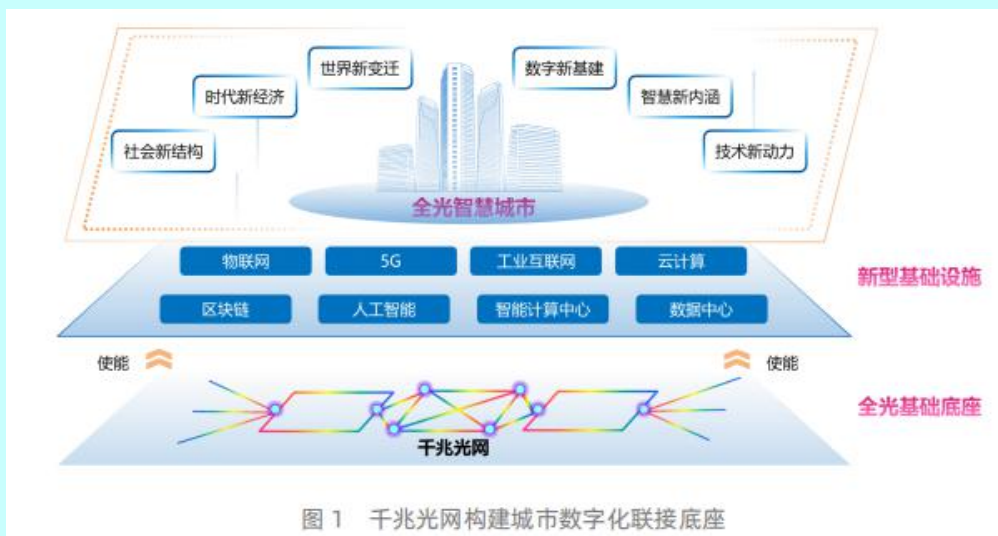 世界新变迁
数字新基建
时代新经济
智慧新内涵
社会新结构
技术新动力
全光智慧城市
物联网
5G
工业互联网
云计算
新型基础设施
区块链
人工智能
智能计算中心
数据中心
使能
使能
全光基础底座
千兆光网
图 1 千兆光网构建城市数字化联接底座